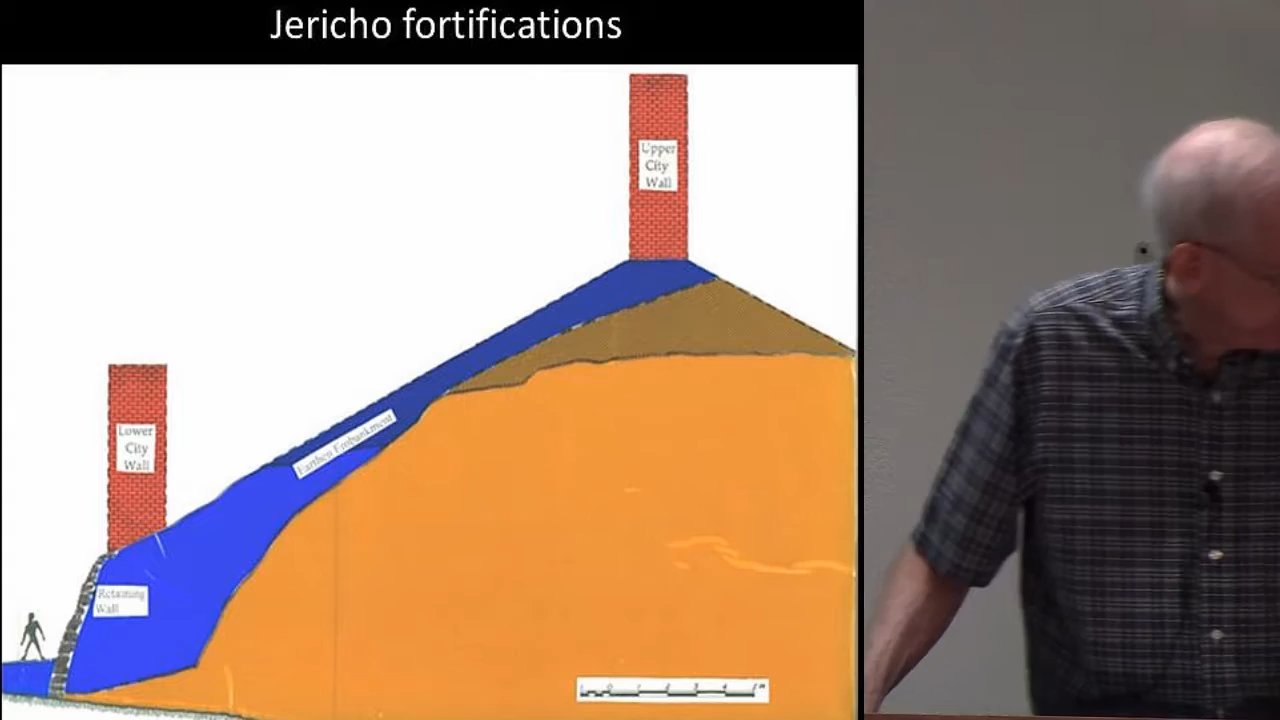 Jericho fortifications
Upper
City
Wall
Lower
City
Wall
Earthen Embankment
Retaining
Wall